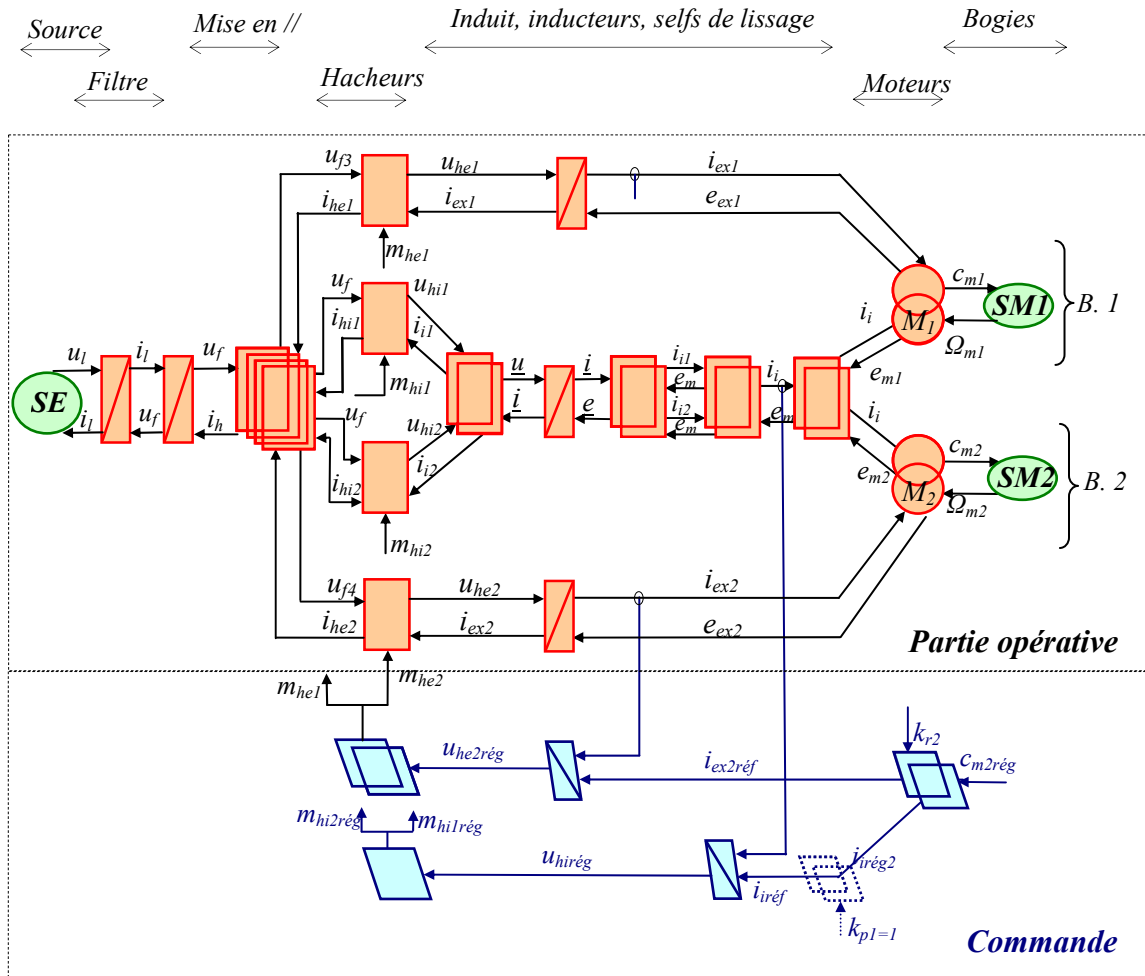 Source
Mise en //
Induit, inducteurs, selfs de lissage
Bogies
Filtre
Hacheurs
Moteurs
u_f3
u_he1
i_ex1
i_he1
i_ex1
e_ex1
m_he1
u_f
u_hi1
c_m1
SM1
B. 1
i_hi1
i_i1
i_i
M_1
Ω_m1
u_l
i_l
u_f
m_hi1
u
i
i_i1
e_m
i_i
e_m1
SE
i_l
u_f
i_h
u_f
u_hi2
i
e
i_i2
e_m
e_m
i_i
i_hi2
i_i2
c_m2
e_m2
SM2
B. 2
M_2
Ω_m2
m_hi2
u_f4
u_he2
i_ex2
i_he2
i_ex2
e_ex2
Partie opérative
m_he1
m_he2
u_he2rég
i_ex2réf
k_r2
c_m2rég
m_hi2rég
m_hi1rég
u_hirég
i_irég2
i_iréf
k_p1=1
Commande